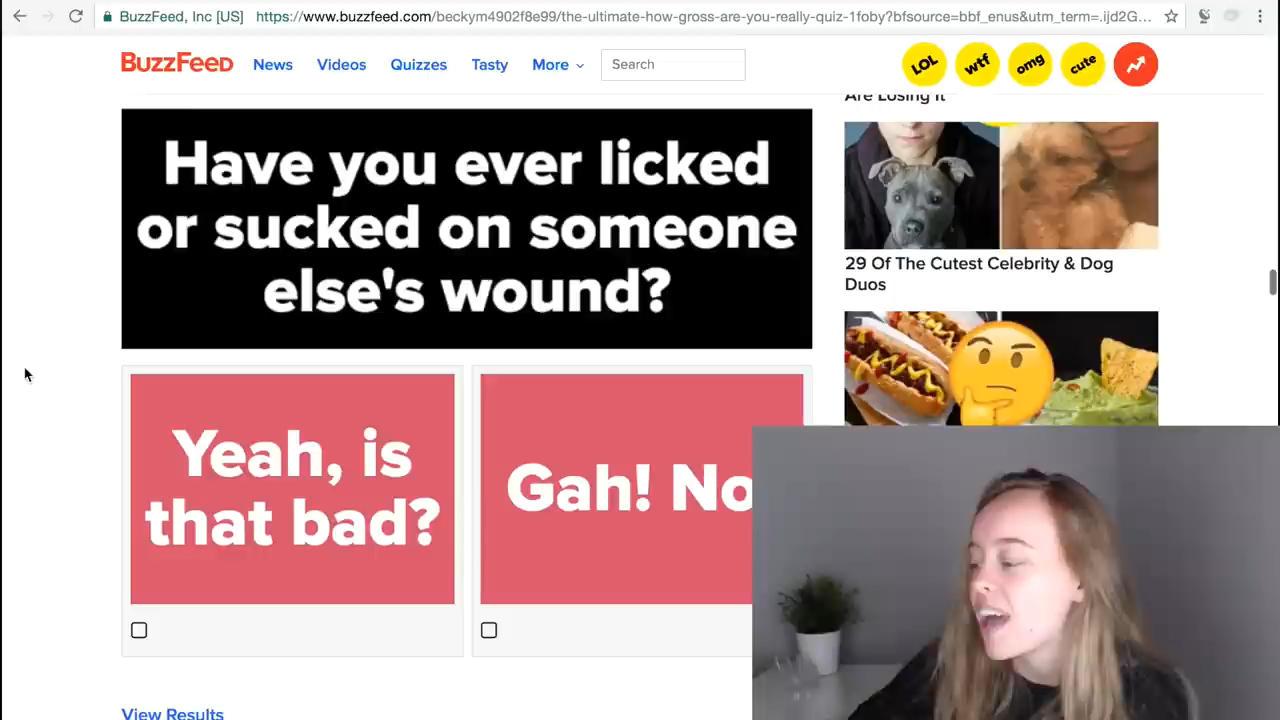 BuzzFeed, Inc [US] https://www.buzzfeed.com/beckym4902f8e99/the-ultimate-how-gross-are-you-really-quiz-1foby?bfsource=bbf_enus&utm_term=.ijd2G...
BuzzFeed News Videos Quizzes Tasty More Search LOL wtf omg cute
Are Losing It
Have you ever licked
or sucked on someone
else's wound?
29 Of The Cutest Celebrity & Dog
Duos
Yeah, is
that bad?
Gah! No
View Results